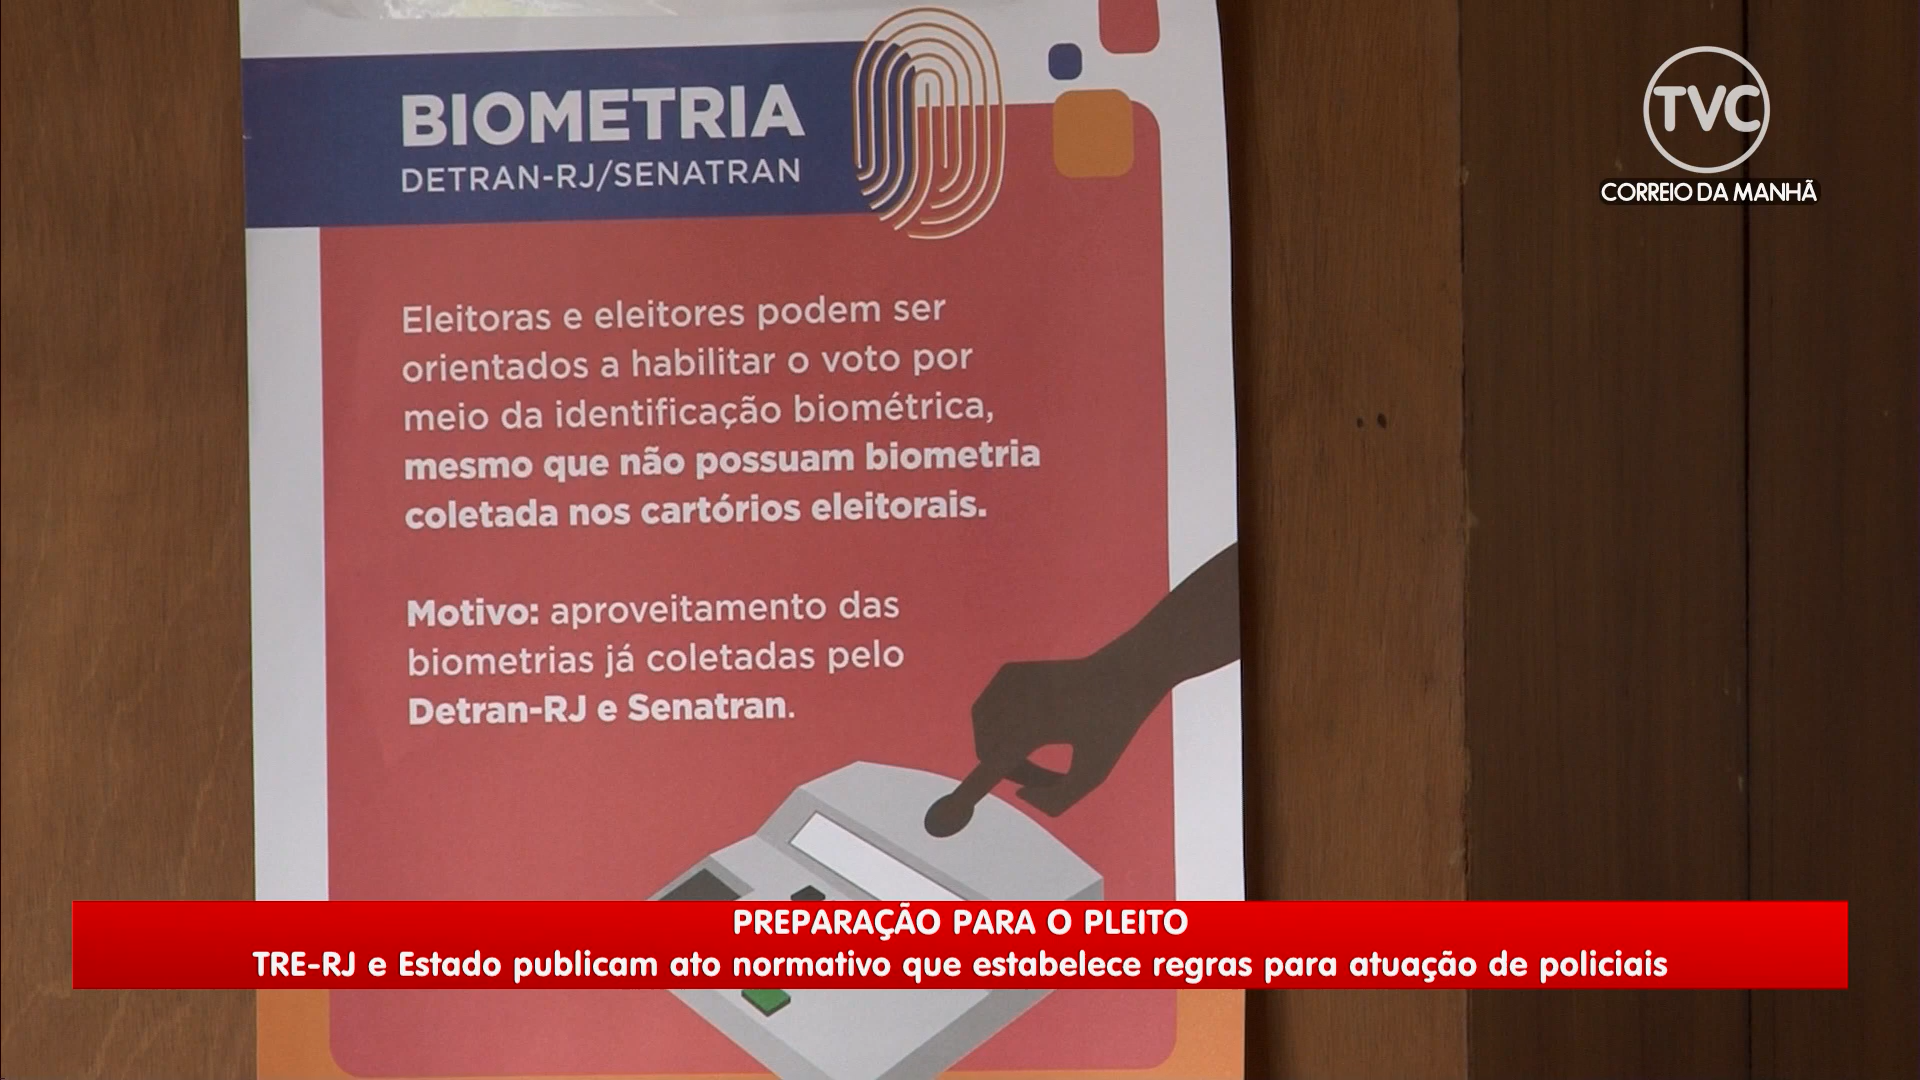 BIOMETRIA
DETRAN-RJ/SENATRAN
TVC
CORREIO DA MANHÃ
Eleitoras e eleitores podem ser
orientados a habilitar o voto por
meio da identificação biométrica,
mesmo que não possuam biometria
coletada nos cartórios eleitorais.
Motivo: aproveitamento das
biometrias já coletadas pelo
Detran-RJ e Senatran.
PREPARAÇÃO PARA O PLEITO
TRE-RJ e Estado publicam ato normativo que estabelece regras para atuação de policiais